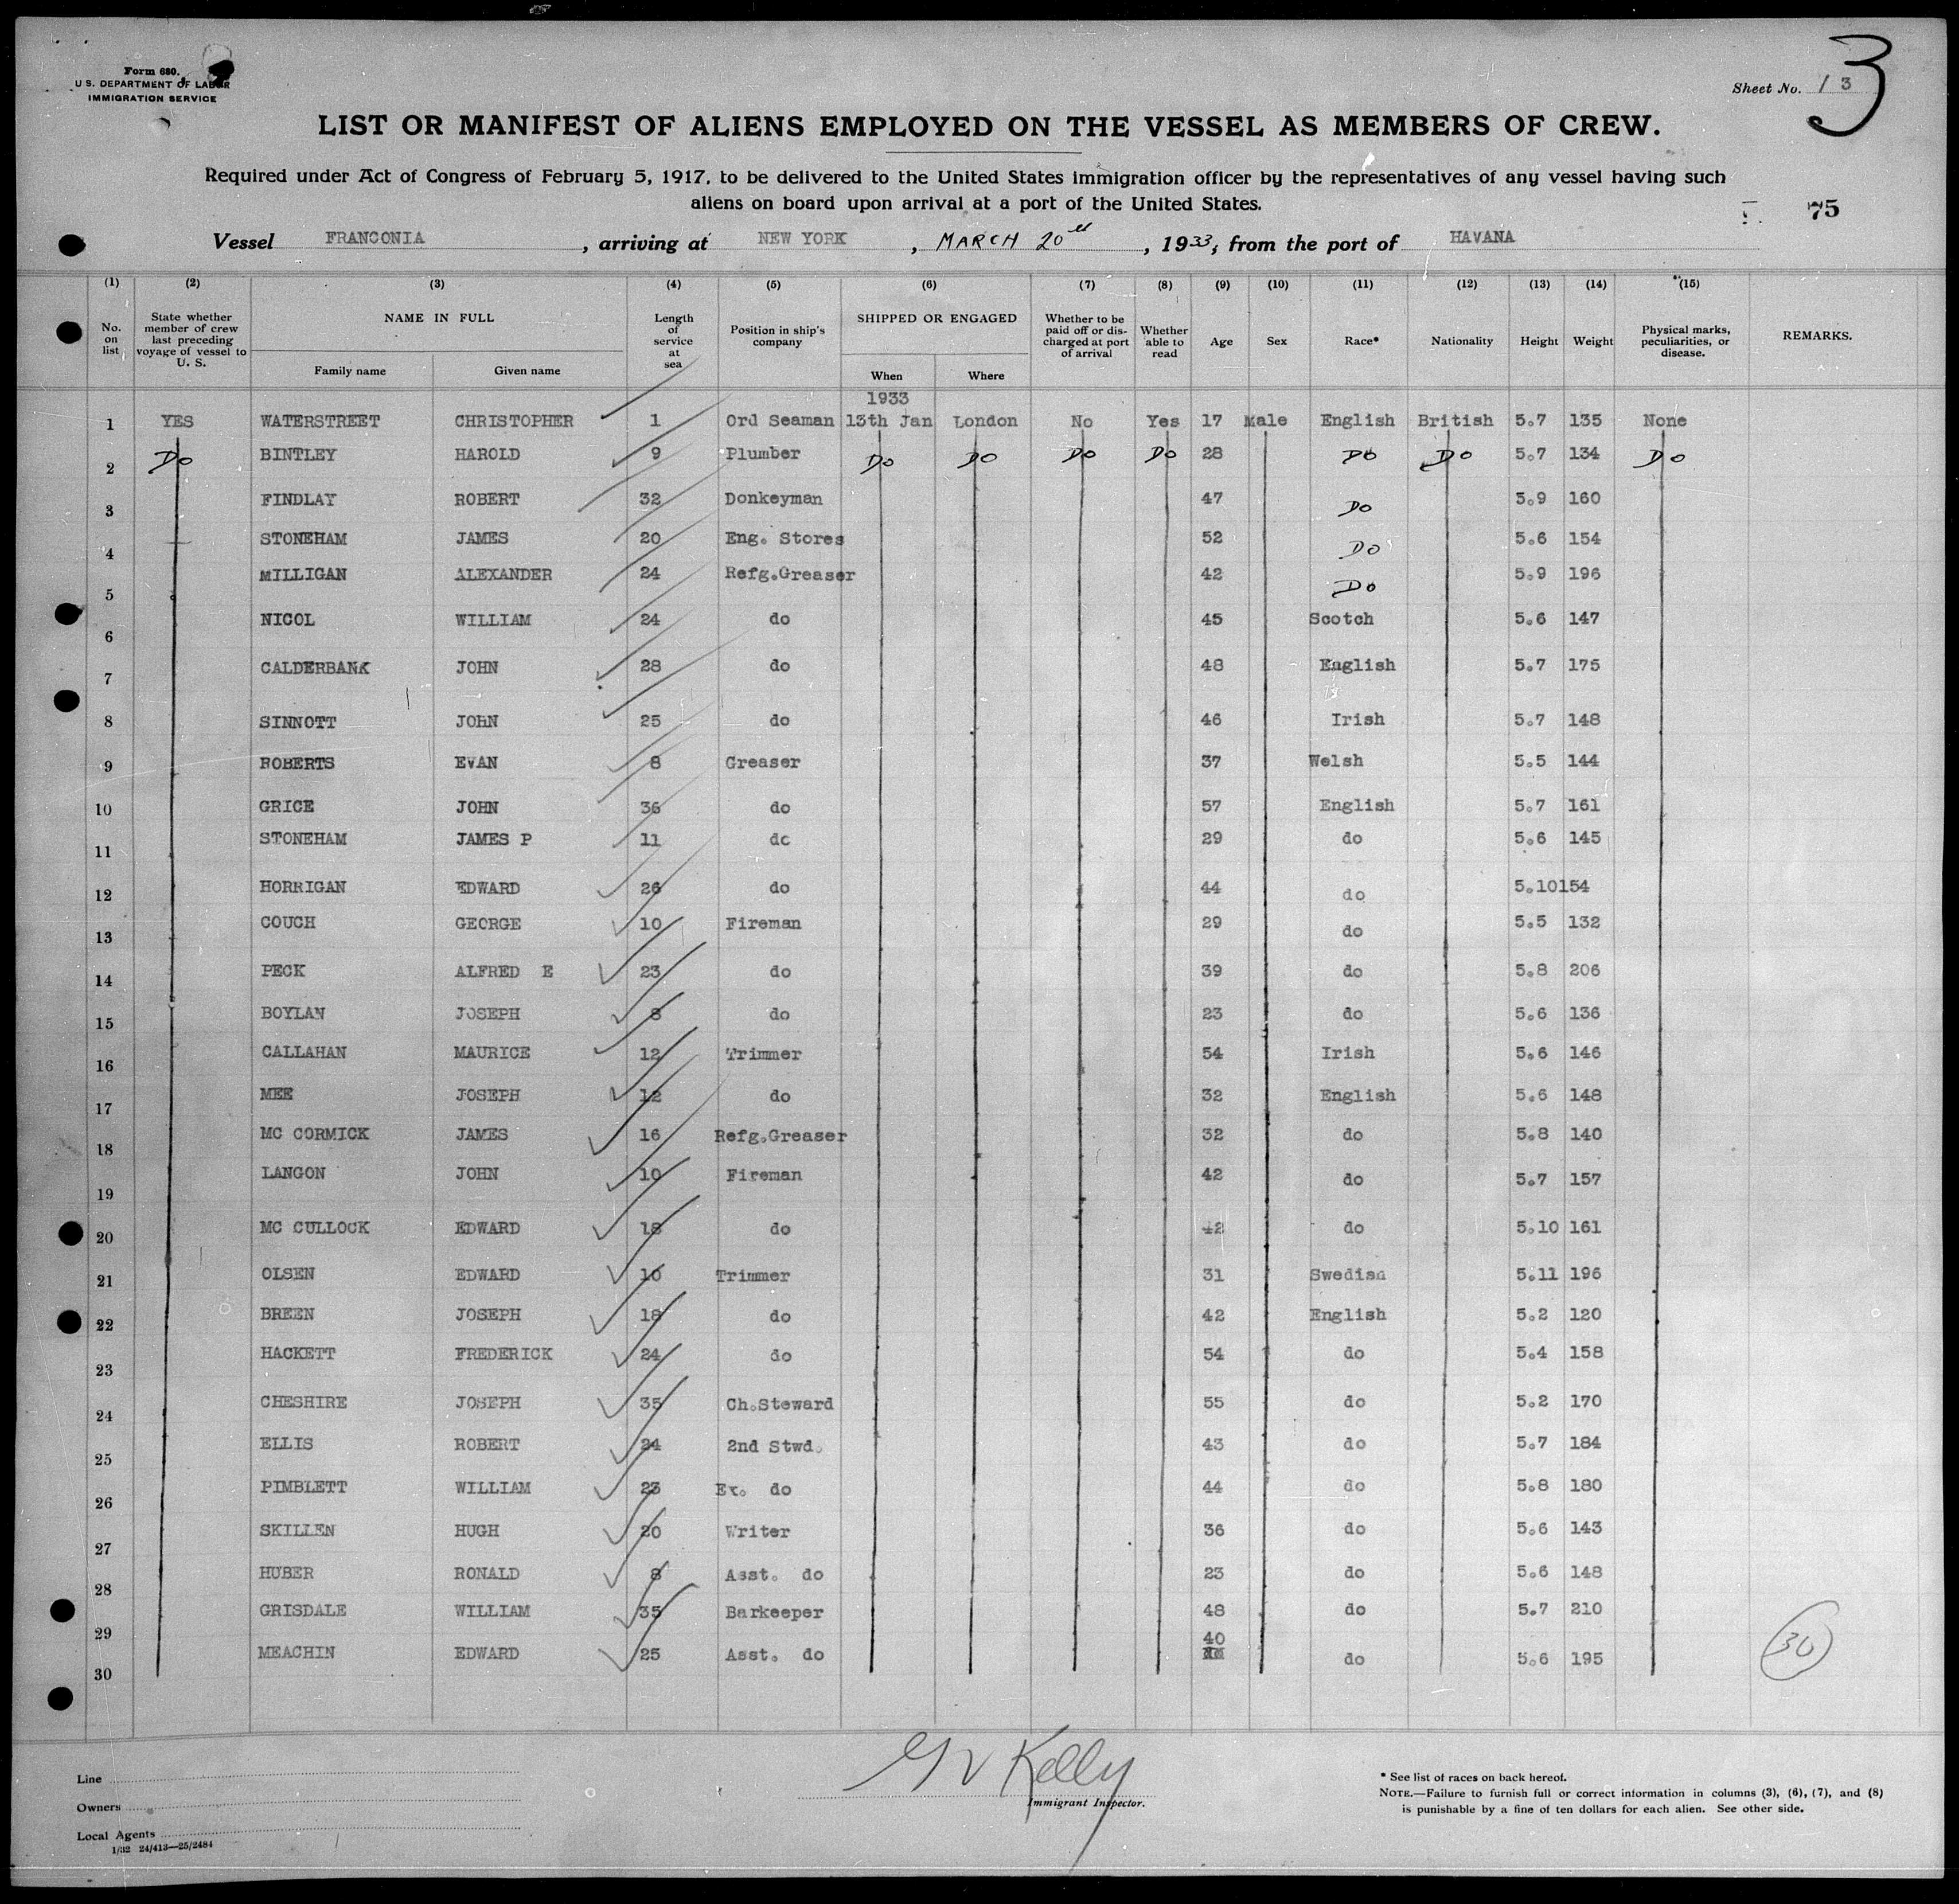 Form 680.
U. S. DEPARTMENT OF LABOR
IMMIGRATION SERVICE
3
Sheet No. 1 3
LIST OR MANIFEST OF ALIENS EMPLOYED ON THE VESSEL AS MEMBERS OF CREW.
Required under Act of Congress of February 5, 1917, to be delivered to the United States immigration officer by the representatives of any vessel having such
aliens on board upon arrival at a port of the United States.
75
Vessel FRANCONIA, arriving at NEW YORK, MARCH 20th, 1933, from the port of HAVANA
(1) (2) (3) (4) (5) (6) (7) (8) (9) (10) (11) (12) (13) (14) (15)
No. on list | State whether member of crew last preceding voyage of vessel to U. S. | NAME IN FULL | Length of service at sea | Position in ship's company | SHIPPED OR ENGAGED | Whether to be paid off or discharged at port of arrival | Whether able to read | Age | Sex | Race* | Nationality | Height | Weight | Physical marks, peculiarities, or disease. | REMARKS.
Family name | Given name | When | Where
1933
1 YES WATERSTREET CHRISTOPHER 1 Ord Seaman 13th Jan London No Yes 17 Male English British 5.7 135 None
2 Do BINTLEY HAROLD 9 Plumber Do Do Do Do 28 Do Do 5.7 134 Do
3 FINDLAY ROBERT 32 Donkeyman 47 Do 5.9 160
4 STONEHAM JAMES 20 Eng. Stores 52 Do 5.6 154
5 MILLIGAN ALEXANDER 24 Refg.Greaser 42 Do 5.9 196
6 NICOL WILLIAM 24 do 45 Scotch 5.6 147
7 CALDERBANK JOHN 28 do 48 English 5.7 175
8 SINNOTT JOHN 25 do 46 Irish 5.7 148
9 ROBERTS EVAN 8 Greaser 37 Welsh 5.5 144
10 GRICE JOHN 36 do 57 English 5.7 161
11 STONEHAM JAMES P 11 do 29 do 5.6 145
12 HORRIGAN EDWARD 26 do 44 do 5.10 154
13 COUCH GEORGE 10 Fireman 29 do 5.5 132
14 PECK ALFRED E 23 do 39 do 5.8 206
15 BOYLAN JOSEPH 8 do 23 do 5.6 136
16 CALLAHAN MAURICE 12 Trimmer 54 Irish 5.6 146
17 MEE JOSEPH 12 do 32 English 5.6 148
18 MC CORMICK JAMES 16 Refg.Greaser 32 do 5.8 140
19 LANGON JOHN 10 Fireman 42 do 5.7 157
20 MC CULLOCK EDWARD 18 do 42 do 5.10 161
21 OLSEN EDWARD 10 Trimmer 31 Swedish 5.11 196
22 BREEN JOSEPH 18 do 42 English 5.2 120
23 HACKETT FREDERICK 24 do 54 do 5.4 158
24 CHESHIRE JOSEPH 35 Ch.Steward 55 do 5.2 170
25 ELLIS ROBERT 24 2nd Stwd. 43 do 5.7 184
26 PIMBLETT WILLIAM 23 Ex. do 44 do 5.8 180
27 SKILLEN HUGH 20 Writer 36 do 5.6 143
28 HUBER RONALD 8 Asst. do 23 do 5.6 148
29 GRISDALE WILLIAM 35 Barkeeper 48 do 5.7 210
30 MEACHIN EDWARD 25 Asst. do 40 do 5.6 195
30
G V Kelly
Immigrant Inspector.
Line
Owners
Local Agents
1/32 24/413—25/2484
* See list of races on back hereof.
NOTE.—Failure to furnish full or correct information in columns (3), (6), (7), and (8)
is punishable by a fine of ten dollars for each alien. See other side.